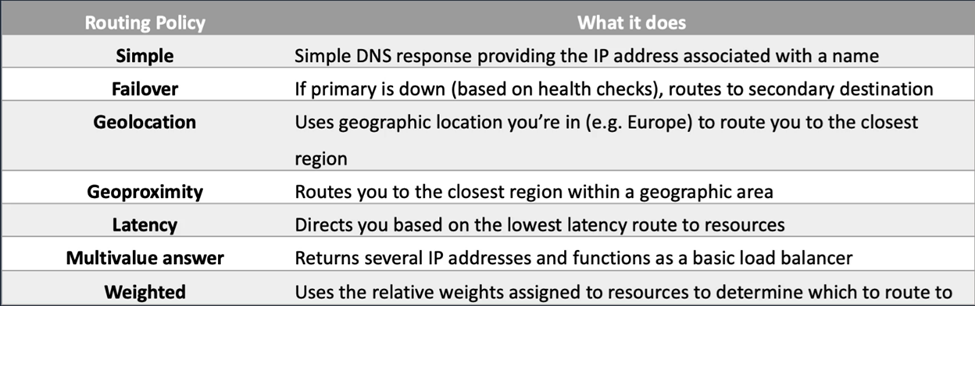 Routing Policy What it does
Simple Simple DNS response providing the IP address associated with a name
Failover If primary is down (based on health checks), routes to secondary destination
Geolocation Uses geographic location you’re in (e.g. Europe) to route you to the closest
region
Geoproximity Routes you to the closest region within a geographic area
Latency Directs you based on the lowest latency route to resources
Multivalue answer Returns several IP addresses and functions as a basic load balancer
Weighted Uses the relative weights assigned to resources to determine which to route to